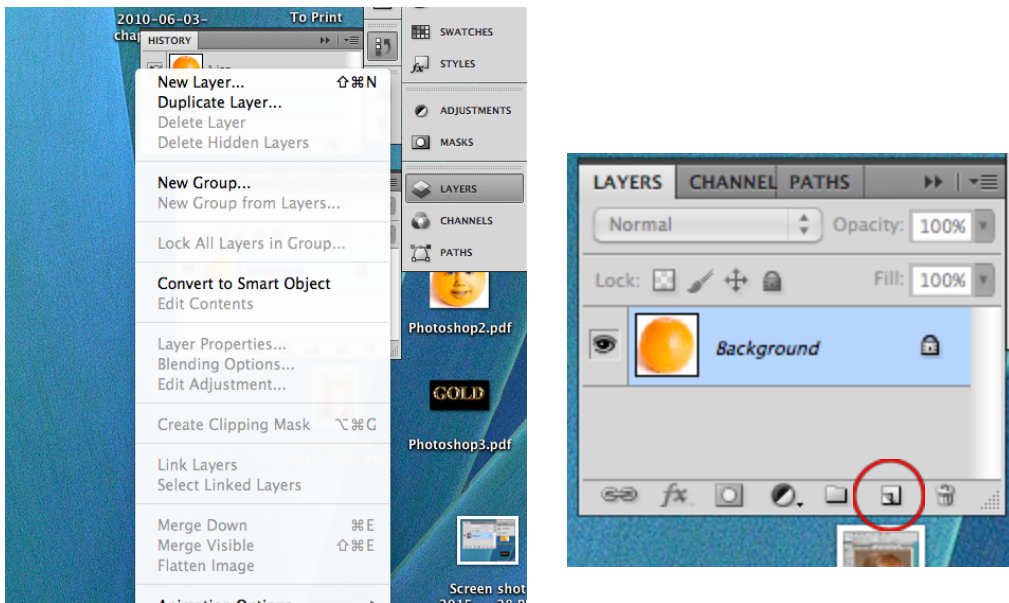 2010-06-03-
To Print
chap
HISTORY
New Layer... ⇧⌘N
Duplicate Layer...
Delete Layer
Delete Hidden Layers
New Group...
New Group from Layers...
Lock All Layers in Group...
Convert to Smart Object
Edit Contents
Layer Properties...
Blending Options...
Edit Adjustment...
Create Clipping Mask ⌥⌘G
Link Layers
Select Linked Layers
Merge Down ⌘E
Merge Visible ⇧⌘E
Flatten Image
SWATCHES
STYLES
ADJUSTMENTS
MASKS
LAYERS
CHANNELS
PATHS
Photoshop2.pdf
GOLD
Photoshop3.pdf
Screen shot
LAYERS CHANNEL PATHS
Normal Opacity: 100%
Lock: Fill: 100%
Background
fx